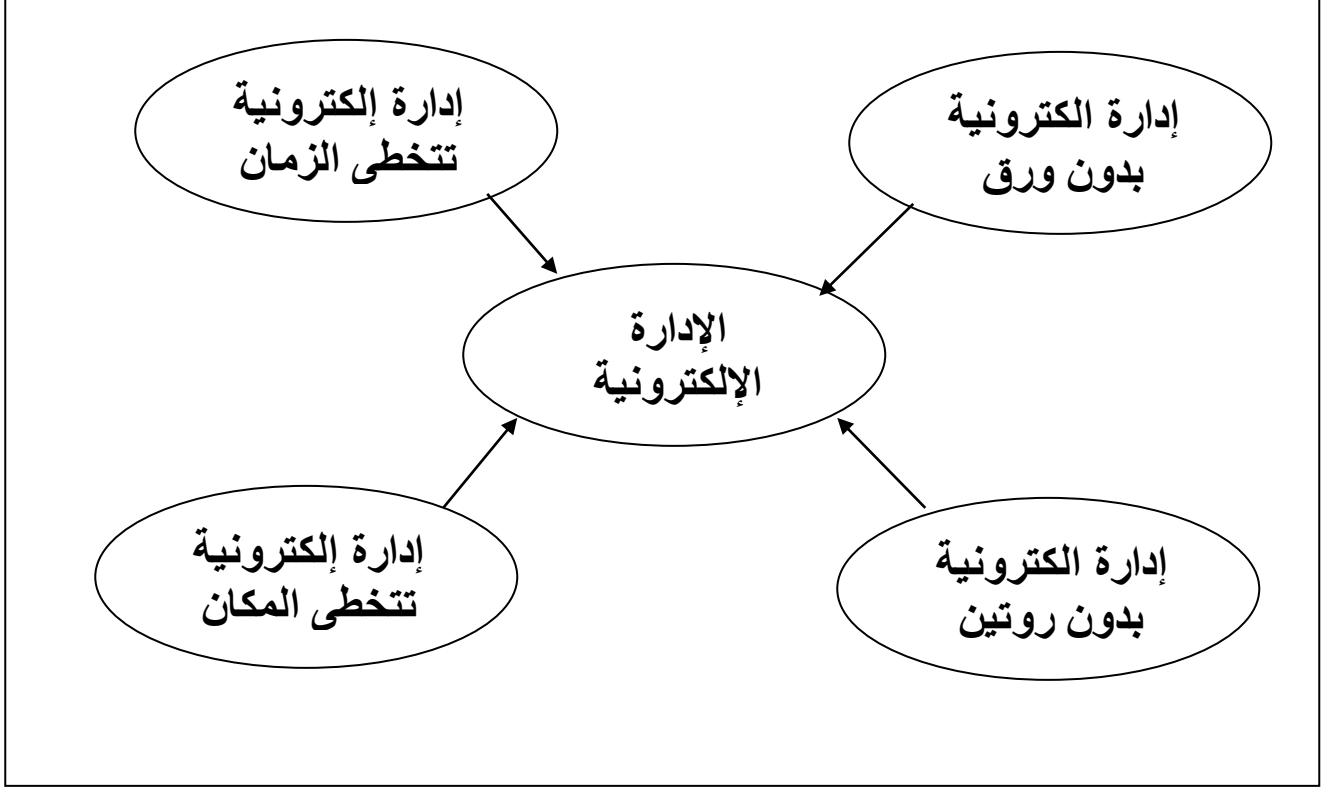 إدارة الكترونية
بدون ورق
إدارة إلكترونية
تتخطى الزمان
الإدارة
الإلكترونية
إدارة الكترونية
بدون روتين
إدارة إلكترونية
تتخطى المكان